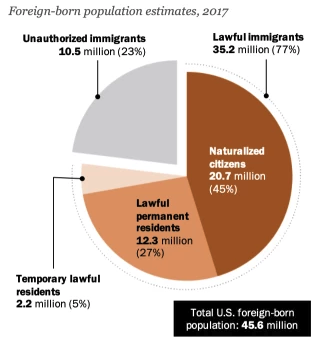 Foreign-born population estimates, 2017
Unauthorized immigrants
10.5 million (23%)
Lawful immigrants
35.2 million (77%)
Naturalized
citizens
20.7 million
(45%)
Lawful
permanent
residents
12.3 million
(27%)
Temporary lawful
residents
2.2 million (5%)
Total U.S. foreign-born
population: 45.6 million